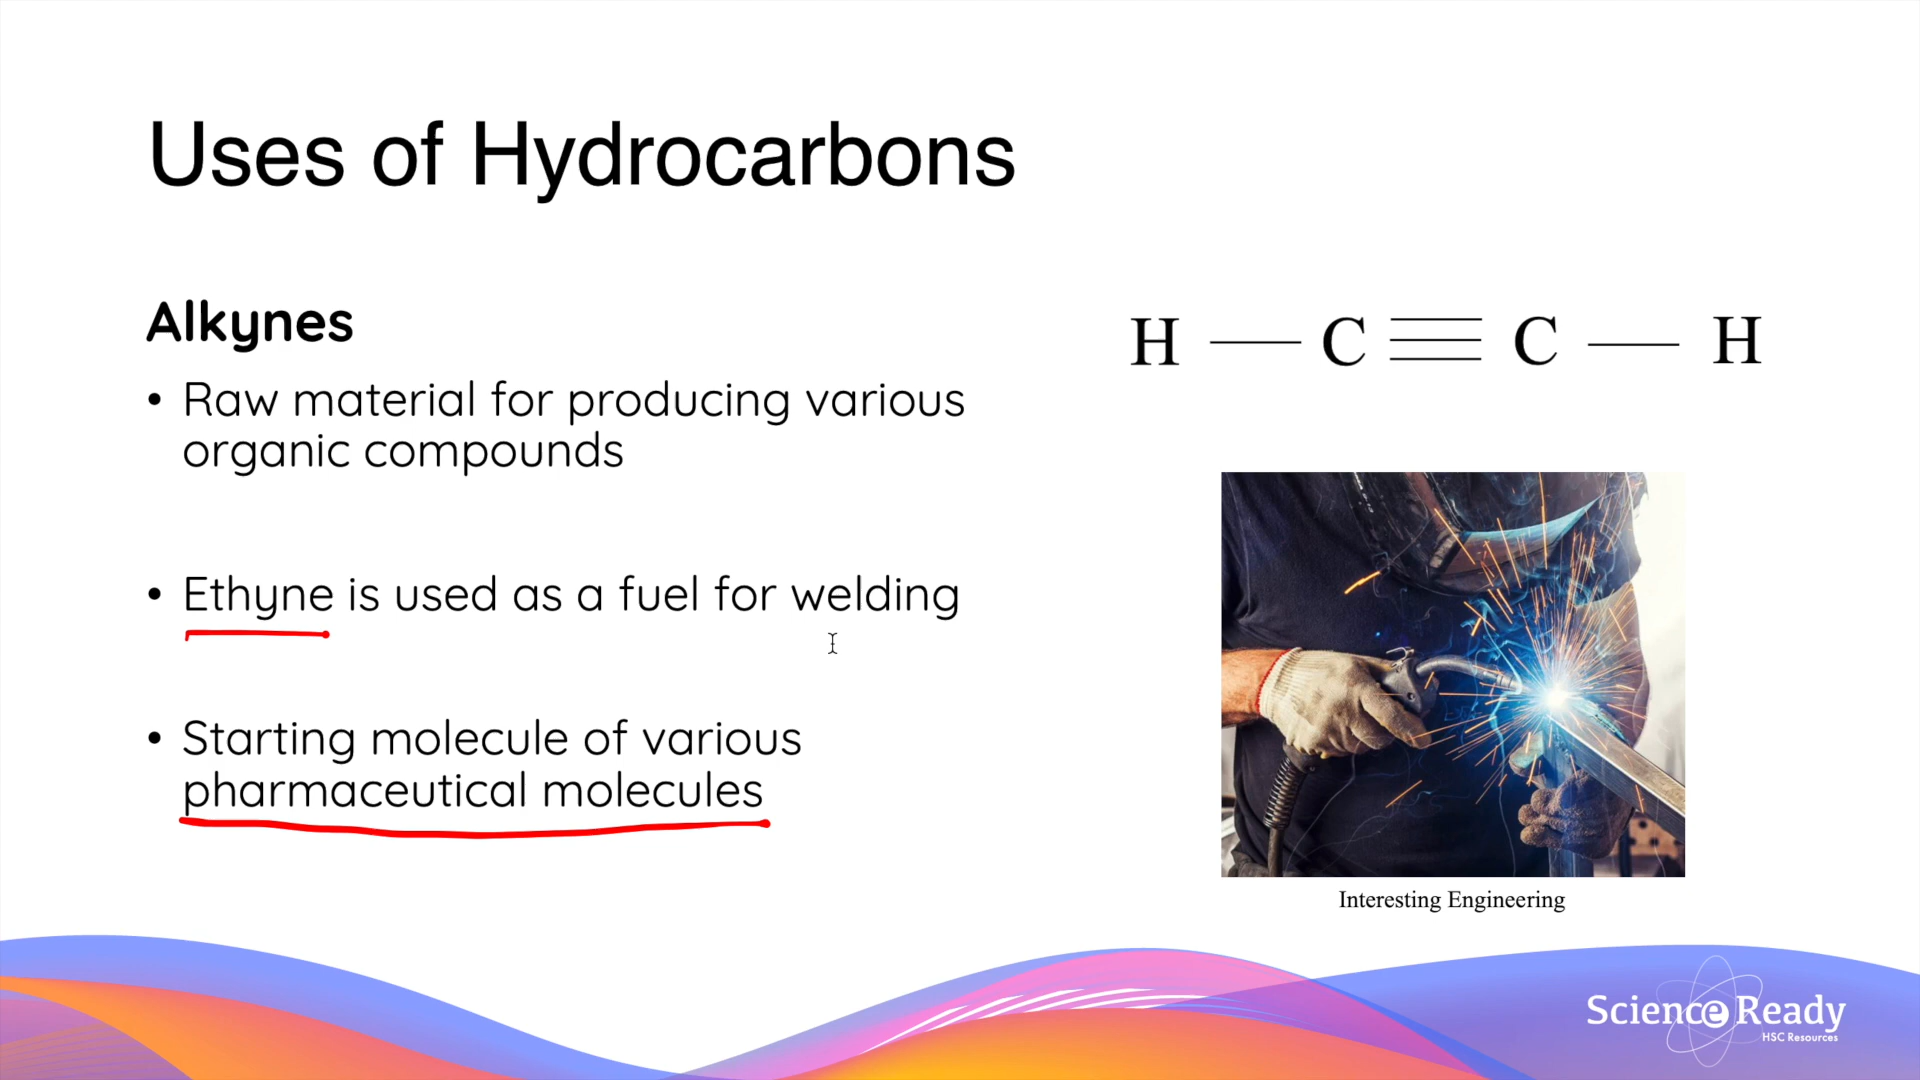 Uses of Hydrocarbons
Alkynes
• Raw material for producing various
organic compounds
• Ethyne is used as a fuel for welding
• Starting molecule of various
pharmaceutical molecules
H — C ≡ C — H
Interesting Engineering
Science Ready
HSC Resources